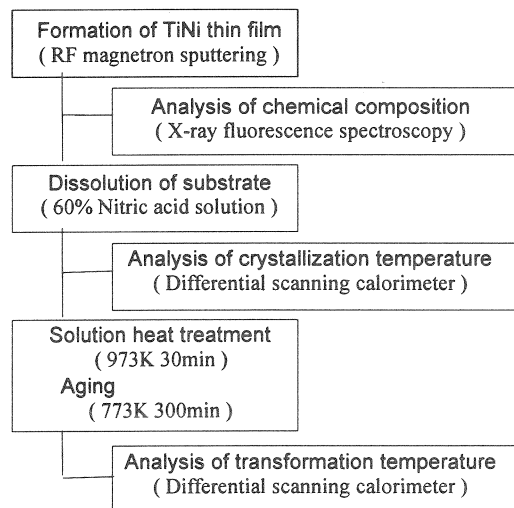 Formation of TiNi thin film
( RF magnetron sputtering )
Analysis of chemical composition
( X-ray fluorescence spectroscopy )
Dissolution of substrate
( 60% Nitric acid solution )
Analysis of crystallization temperature
( Differential scanning calorimeter )
Solution heat treatment
( 973K 30min )
Aging
( 773K 300min )
Analysis of transformation temperature
( Differential scanning calorimeter )